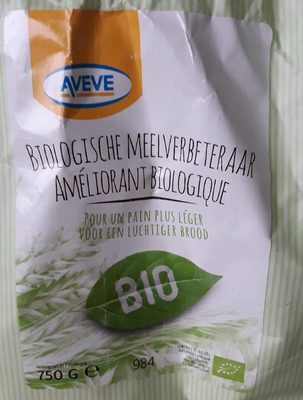 AVEVE
BIOLOGISCHE MEELVERBETERAAR
AMÉLIORANT BIOLOGIQUE
POUR UN PAIN PLUS LÉGER
VOOR EEN LUCHTIGER BROOD
BIO
750 G e
984